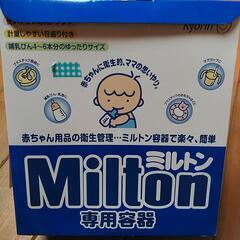 計量しやすい目盛り付き
哺乳びん4〜6本分のゆったりサイズ
Kyorin
赤ちゃんに衛生的、ママの思いやり。
赤ちゃん用品の衛生管理…ミルトン容器で楽々、簡単
ミルトン
Milton
専用容器